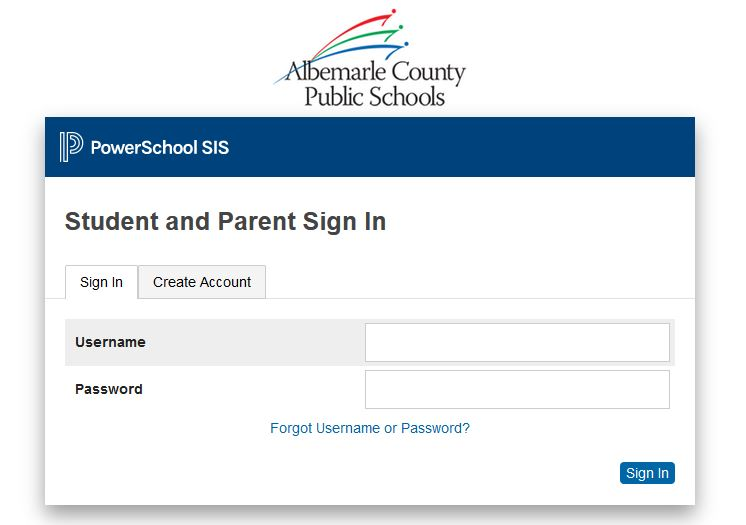 Albemarle County
Public Schools
PowerSchool SIS
Student and Parent Sign In
Sign In
Create Account
Username
Password
Forgot Username or Password?
Sign In